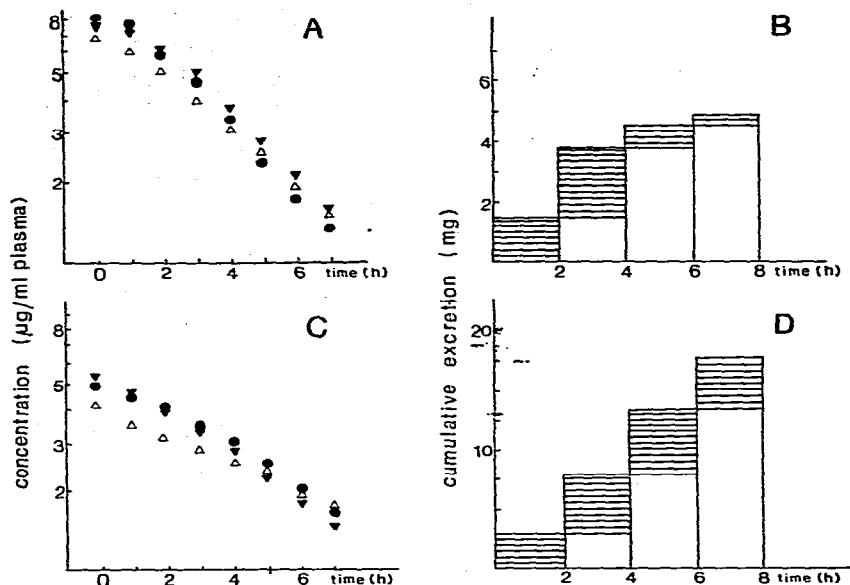 A
8
5
3
2
0 2 4 6 time (h)
B
6
4
2
2 4 6 8 time (h)
C
8
5
3
2
0 2 4 6 time (h)
D
20
10
2 4 6 8 time (h)
concentration (µg/ml plasma)
cumulative excretion (mg)